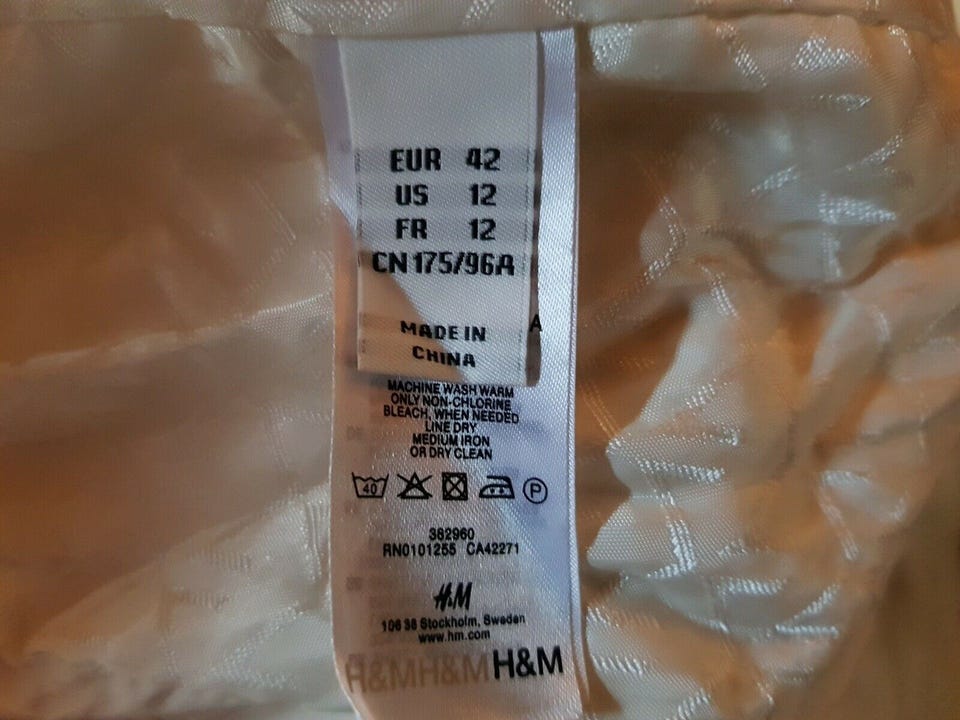 EUR 42
US 12
FR 12
CN 175/96A
MADE IN
CHINA
A
MACHINE WASH WARM
ONLY NON-CHLORINE
BLEACH, WHEN NEEDED
LINE DRY
MEDIUM IRON
OR DRY CLEAN
40 P
382960
RN0101255 CA42271
H&M
106 38 Stockholm, Sweden
www.hm.com
H&MH&MH&M